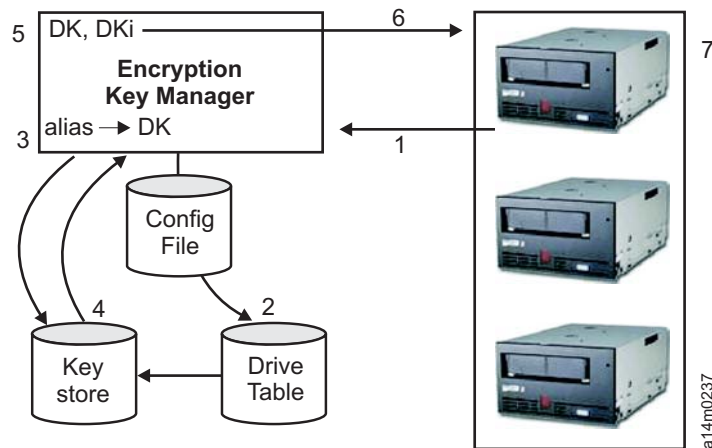 5
DK, DKi
6
7
Encryption
Key Manager
3
alias
DK
1
Config
File
4
2
Key
store
Drive
Table
a14m0237